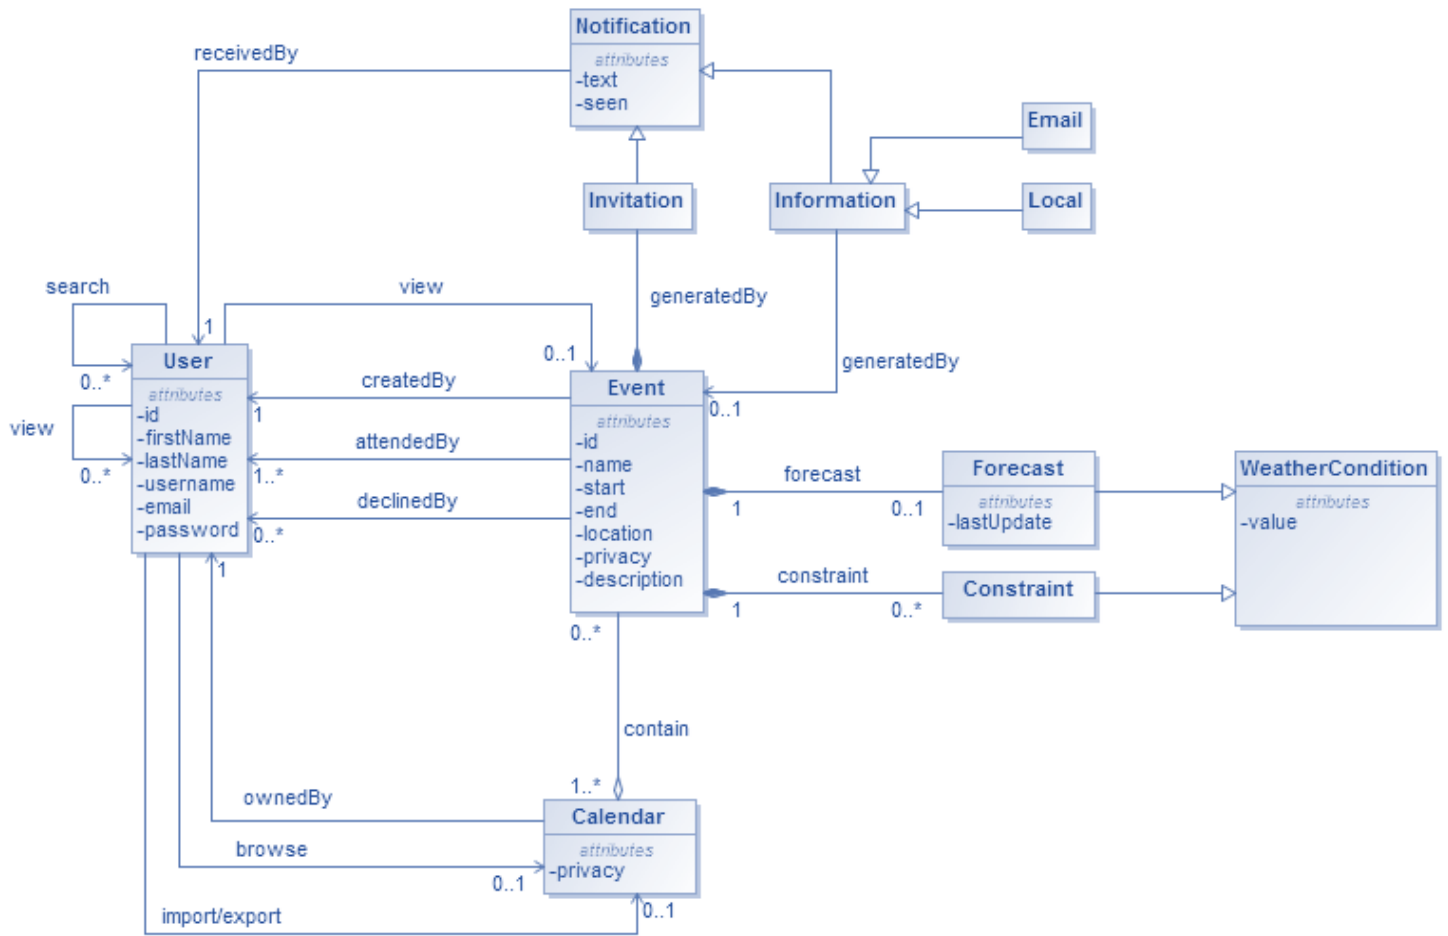 Notification
attributes
-text
-seen
receivedBy
Email
Invitation
Information
Local
search
view
generatedBy
1
0..1
generatedBy
User
attributes
-id
-firstName
-lastName
-username
-email
-password
0..*
view
0..*
createdBy
1
attendedBy
1..*
declinedBy
0..*
1
Event
attributes
-id
-name
-start
-end
-location
-privacy
-description
0..1
forecast
1
0..1
Forecast
attributes
-lastUpdate
WeatherCondition
attributes
-value
constraint
1
0..*
Constraint
0..*
contain
1..*
ownedBy
Calendar
attributes
-privacy
browse
0..1
import/export
0..1